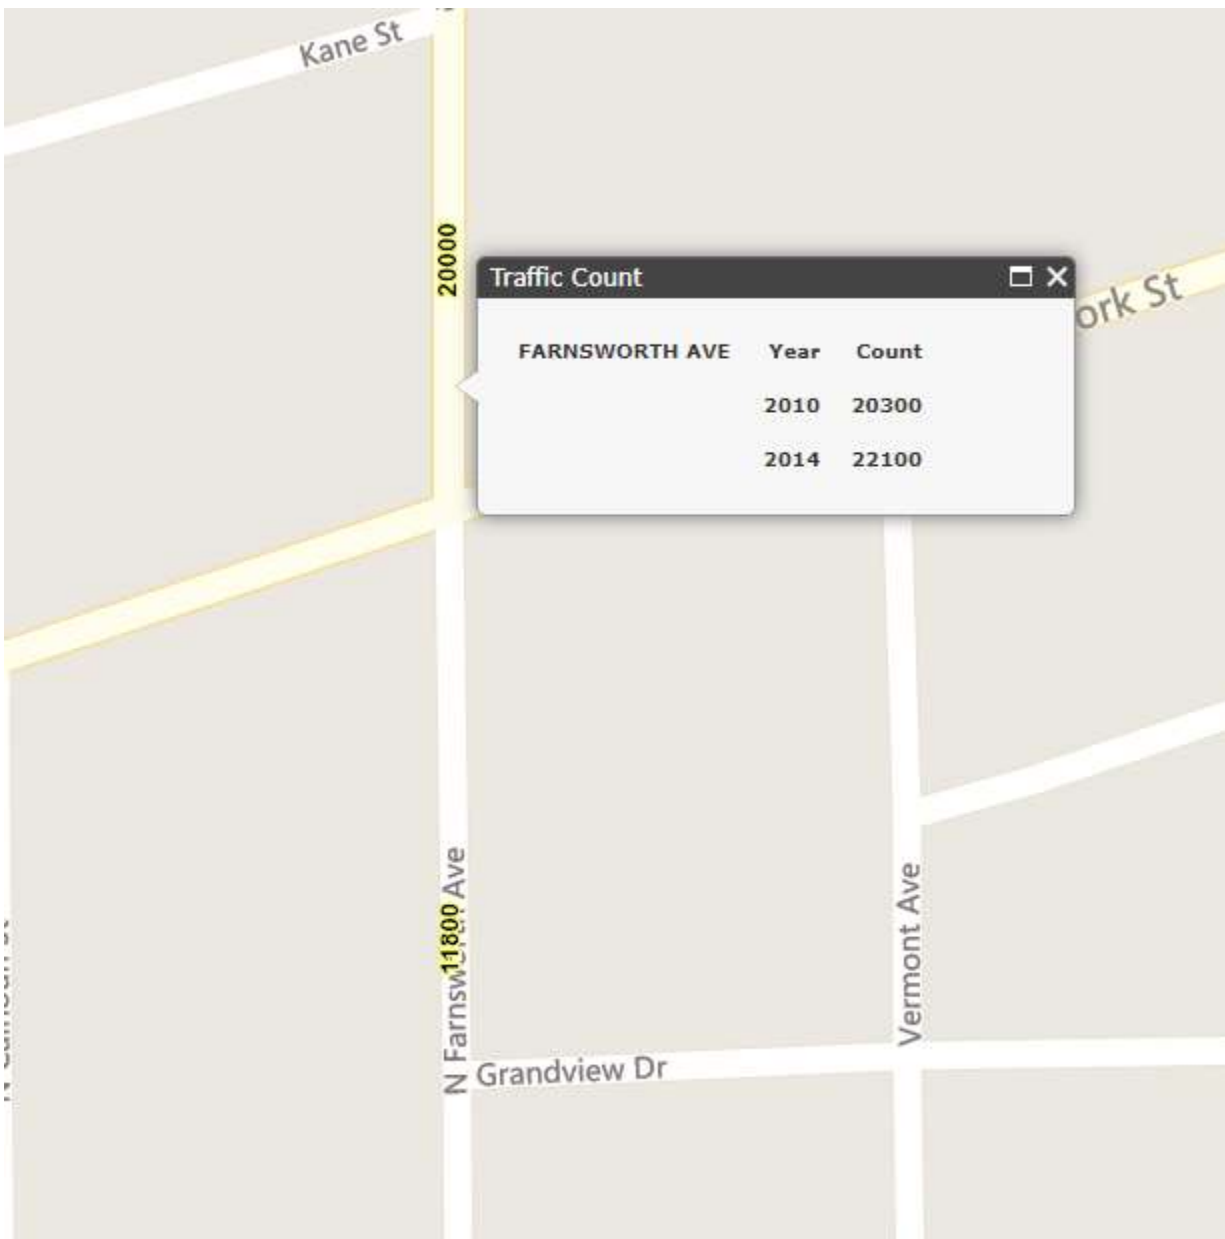 Kane St
20000
Traffic Count
ork St
FARNSWORTH AVE Year Count
2010 20300
2014 22100
N Farnsworth Ave
11800
Vermont Ave
Grandview Dr